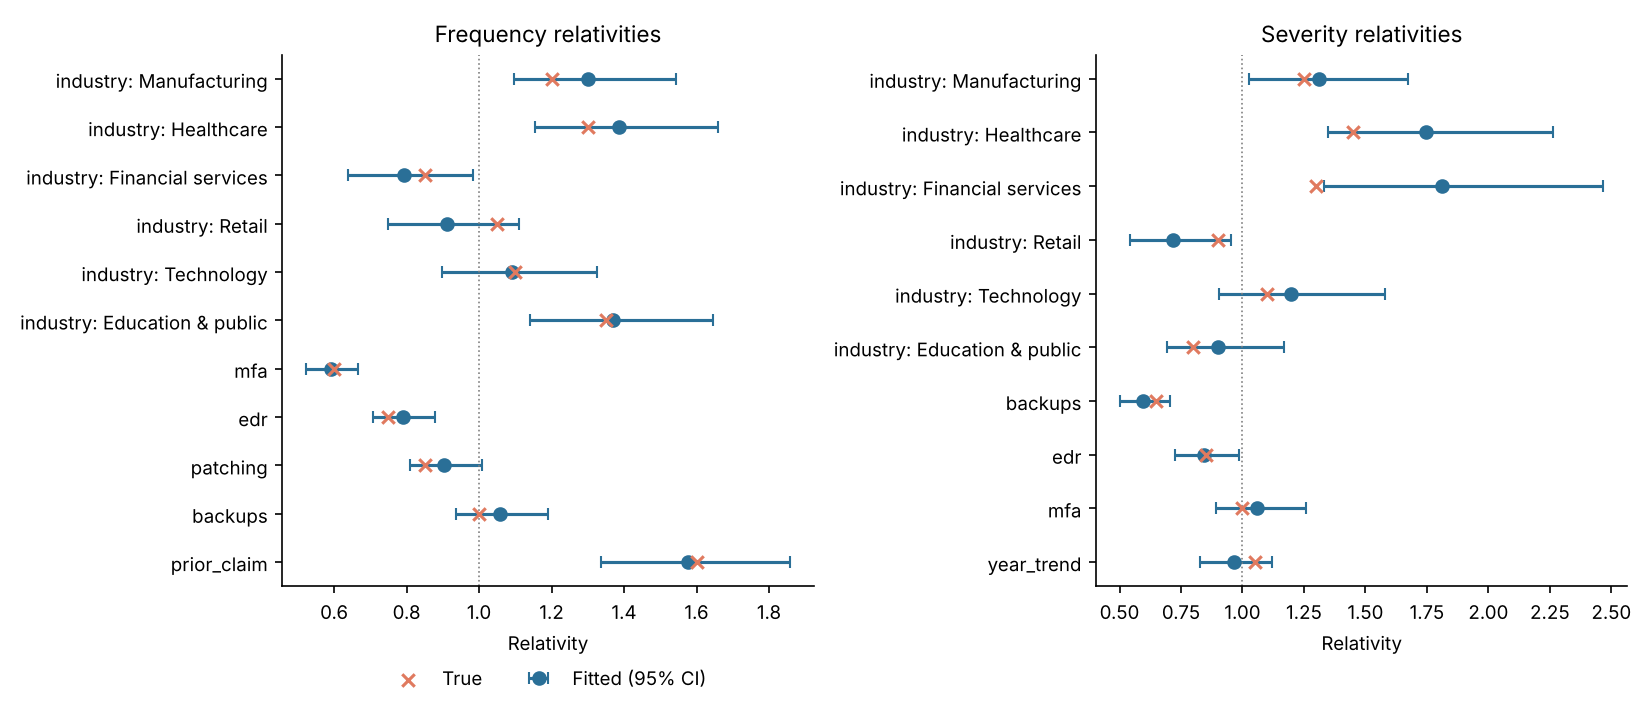 Frequency relativities
industry: Manufacturing
industry: Healthcare
industry: Financial services
industry: Retail
industry: Technology
industry: Education & public
mfa
edr
patching
backups
prior_claim
0.6 0.8 1.0 1.2 1.4 1.6 1.8
Relativity
True Fitted (95% CI)
Severity relativities
industry: Manufacturing
industry: Healthcare
industry: Financial services
industry: Retail
industry: Technology
industry: Education & public
backups
edr
mfa
year_trend
0.50 0.75 1.00 1.25 1.50 1.75 2.00 2.25 2.50
Relativity